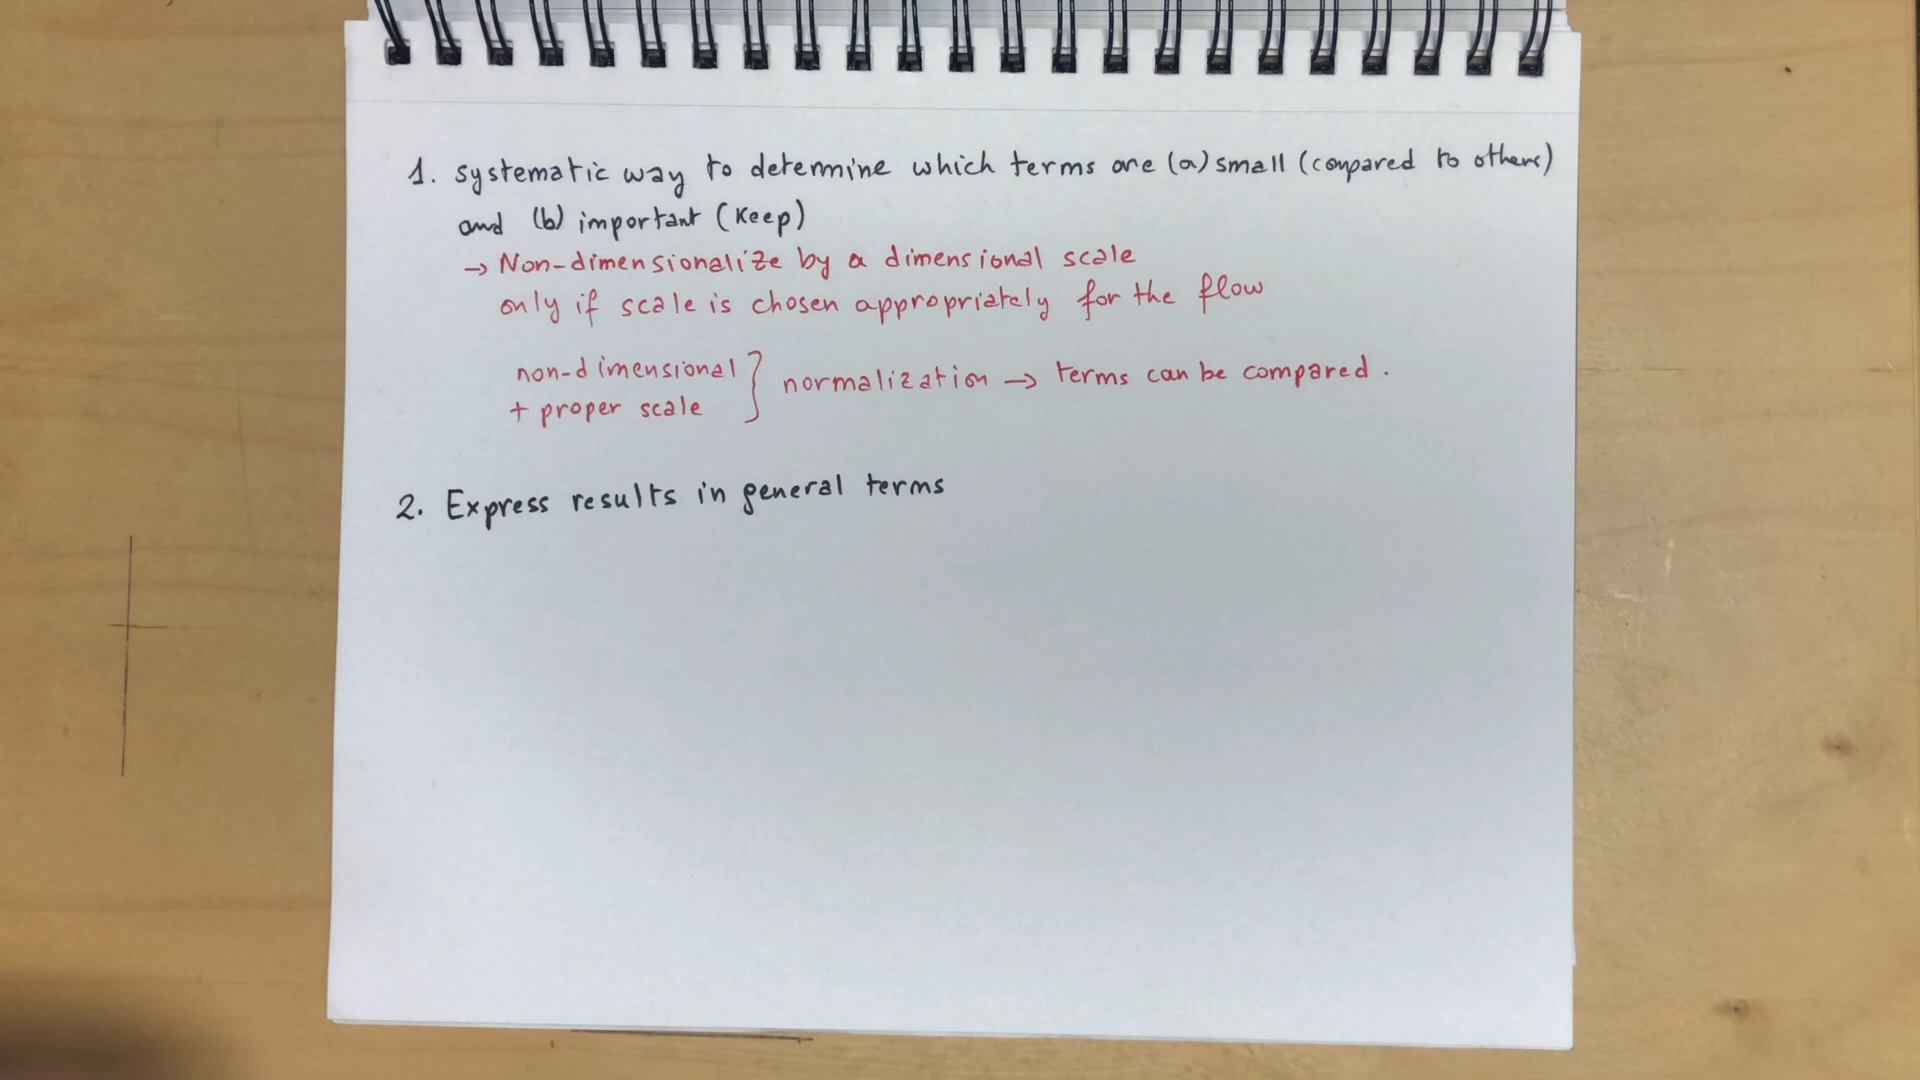 1. systematic way to determine which terms are (a) small (compared to others)
and (b) important (keep)
→ Non-dimensionalize by a dimensional scale
only if scale is chosen appropriately for the flow
non-dimensional
+ proper scale } normalization → terms can be compared.
2. Express results in general terms